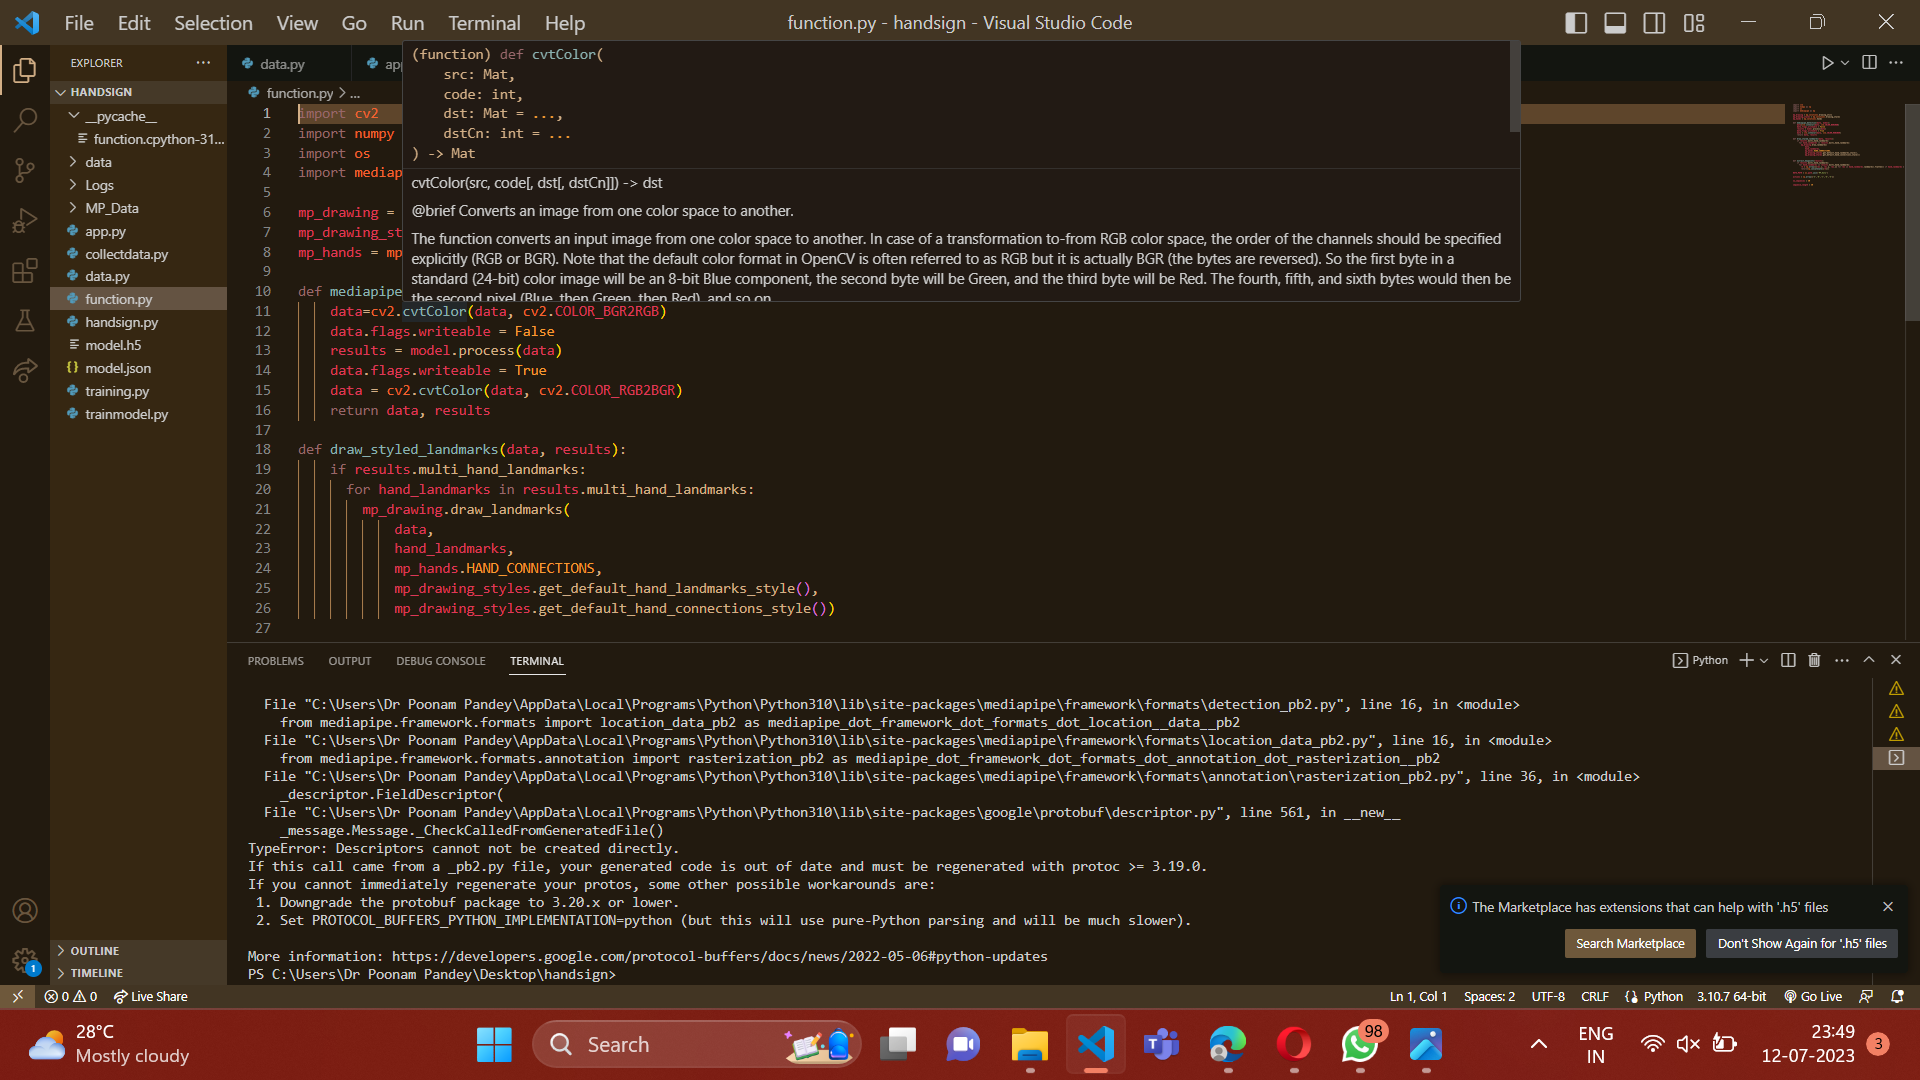 File Edit Selection View Go Run Terminal Help
function.py - handsign - Visual Studio Code
EXPLORER
HANDSIGN
__pycache__
function.cpython-31...
data
Logs
MP_Data
app.py
collectdata.py
data.py
function.py
handsign.py
model.h5
model.json
training.py
trainmodel.py
OUTLINE
TIMELINE
data.py
function.py > ...
(function) def cvtColor(
src: Mat,
code: int,
dst: Mat = ...,
dstCn: int = ...
) -> Mat
cvtColor(src, code[, dst[, dstCn]]) -> dst
@brief Converts an image from one color space to another.
The function converts an input image from one color space to another. In case of a transformation to-from RGB color space, the order of the channels should be specified
explicitly (RGB or BGR). Note that the default color format in OpenCV is often referred to as RGB but it is actually BGR (the bytes are reversed). So the first byte in a
standard (24-bit) color image will be an 8-bit Blue component, the second byte will be Green, and the third byte will be Red. The fourth, fifth, and sixth bytes would then be
the second pixel (Blue, then Green, then Red), and so on
1 import cv2
2 import numpy
3 import os
4 import mediap
5
6 mp_drawing =
7 mp_drawing_st
8 mp_hands = mp
9
10 def mediapipe
11 data=cv2.cvtColor(data, cv2.COLOR_BGR2RGB)
12 data.flags.writeable = False
13 results = model.process(data)
14 data.flags.writeable = True
15 data = cv2.cvtColor(data, cv2.COLOR_RGB2BGR)
16 return data, results
17
18 def draw_styled_landmarks(data, results):
19 if results.multi_hand_landmarks:
20 for hand_landmarks in results.multi_hand_landmarks:
21 mp_drawing.draw_landmarks(
22 data,
23 hand_landmarks,
24 mp_hands.HAND_CONNECTIONS,
25 mp_drawing_styles.get_default_hand_landmarks_style(),
26 mp_drawing_styles.get_default_hand_connections_style())
27
PROBLEMS OUTPUT DEBUG CONSOLE TERMINAL
Python
File "C:\Users\Dr Poonam Pandey\AppData\Local\Programs\Python\Python310\lib\site-packages\mediapipe\framework\formats\detection_pb2.py", line 16, in <module>
from mediapipe.framework.formats import location_data_pb2 as mediapipe_dot_framework_dot_formats_dot_location__data__pb2
File "C:\Users\Dr Poonam Pandey\AppData\Local\Programs\Python\Python310\lib\site-packages\mediapipe\framework\formats\location_data_pb2.py", line 16, in <module>
from mediapipe.framework.formats.annotation import rasterization_pb2 as mediapipe_dot_framework_dot_formats_dot_annotation_dot_rasterization__pb2
File "C:\Users\Dr Poonam Pandey\AppData\Local\Programs\Python\Python310\lib\site-packages\mediapipe\framework\formats\annotation\rasterization_pb2.py", line 36, in <module>
_descriptor.FieldDescriptor(
File "C:\Users\Dr Poonam Pandey\AppData\Local\Programs\Python\Python310\lib\site-packages\google\protobuf\descriptor.py", line 561, in __new__
_message.Message._CheckCalledFromGeneratedFile()
TypeError: Descriptors cannot not be created directly.
If this call came from a _pb2.py file, your generated code is out of date and must be regenerated with protoc >= 3.19.0.
If you cannot immediately regenerate your protos, some other possible workarounds are:
1. Downgrade the protobuf package to 3.20.x or lower.
2. Set PROTOCOL_BUFFERS_PYTHON_IMPLEMENTATION=python (but this will use pure-Python parsing and will be much slower).
More information: https://developers.google.com/protocol-buffers/docs/news/2022-05-06#python-updates
PS C:\Users\Dr Poonam Pandey\Desktop\handsign>
The Marketplace has extensions that can help with '.h5' files
Search Marketplace Don't Show Again for '.h5' files
1
0 0 Live Share
Ln 1, Col 1 Spaces: 2 UTF-8 CRLF Python 3.10.7 64-bit Go Live
28°C
Mostly cloudy
Search
98
ENG
IN
23:49
12-07-2023
3